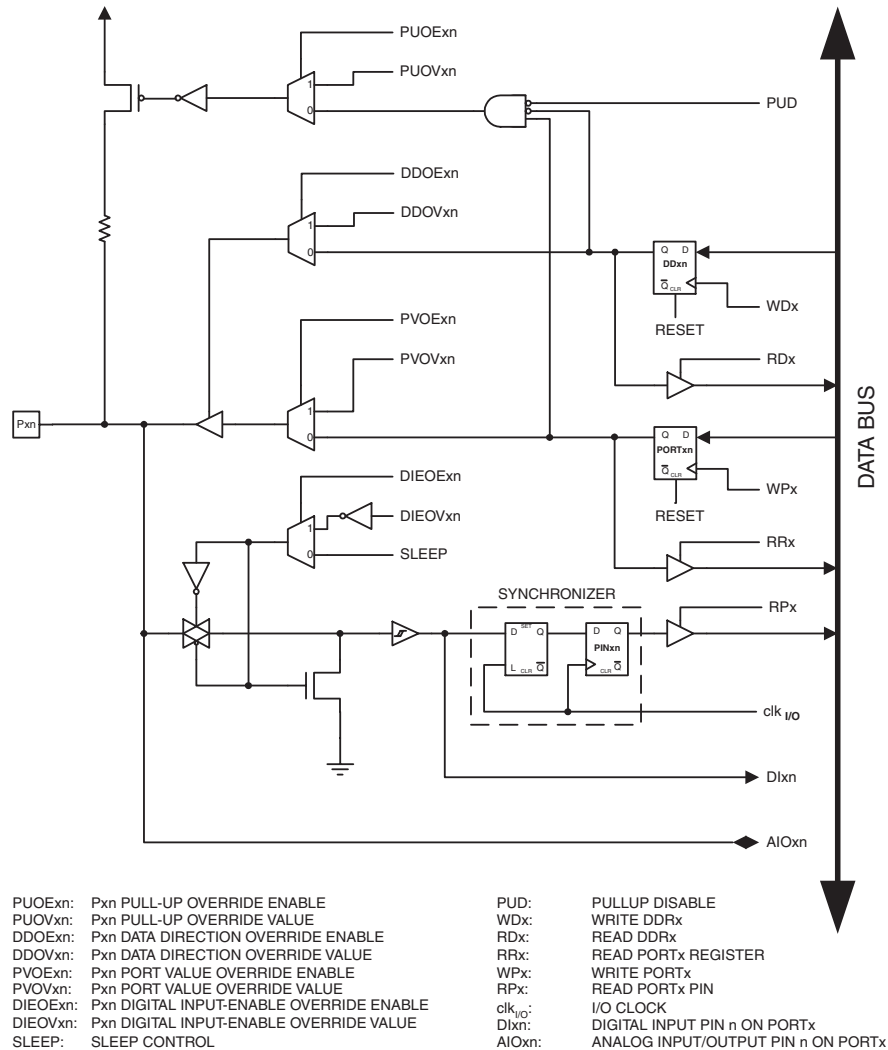 PUOExn
PUOVxn
1
0
PUD
DDOExn
DDOVxn
1
0
Q D
DDxn
Q CLR
WDx
RESET
RDx
PVOExn
PVOVxn
1
0
Pxn
Q D
PORTxn
Q CLR
WPx
RESET
RRx
DIEOExn
DIEOVxn
1
0
SLEEP
SYNCHRONIZER
RPx
D SET Q
L CLR Q
D Q
PINxn
CLR Q
clk I/O
DIxn
AIOxn
DATA BUS
PUOExn: Pxn PULL-UP OVERRIDE ENABLE
PUOVxn: Pxn PULL-UP OVERRIDE VALUE
DDOExn: Pxn DATA DIRECTION OVERRIDE ENABLE
DDOVxn: Pxn DATA DIRECTION OVERRIDE VALUE
PVOExn: Pxn PORT VALUE OVERRIDE ENABLE
PVOVxn: Pxn PORT VALUE OVERRIDE VALUE
DIEOExn: Pxn DIGITAL INPUT-ENABLE OVERRIDE ENABLE
DIEOVxn: Pxn DIGITAL INPUT-ENABLE OVERRIDE VALUE
SLEEP: SLEEP CONTROL
PUD: PULLUP DISABLE
WDx: WRITE DDRx
RDx: READ DDRx
RRx: READ PORTx REGISTER
WPx: WRITE PORTx
RPx: READ PORTx PIN
clk I/O: I/O CLOCK
DIxn: DIGITAL INPUT PIN n ON PORTx
AIOxn: ANALOG INPUT/OUTPUT PIN n ON PORTx